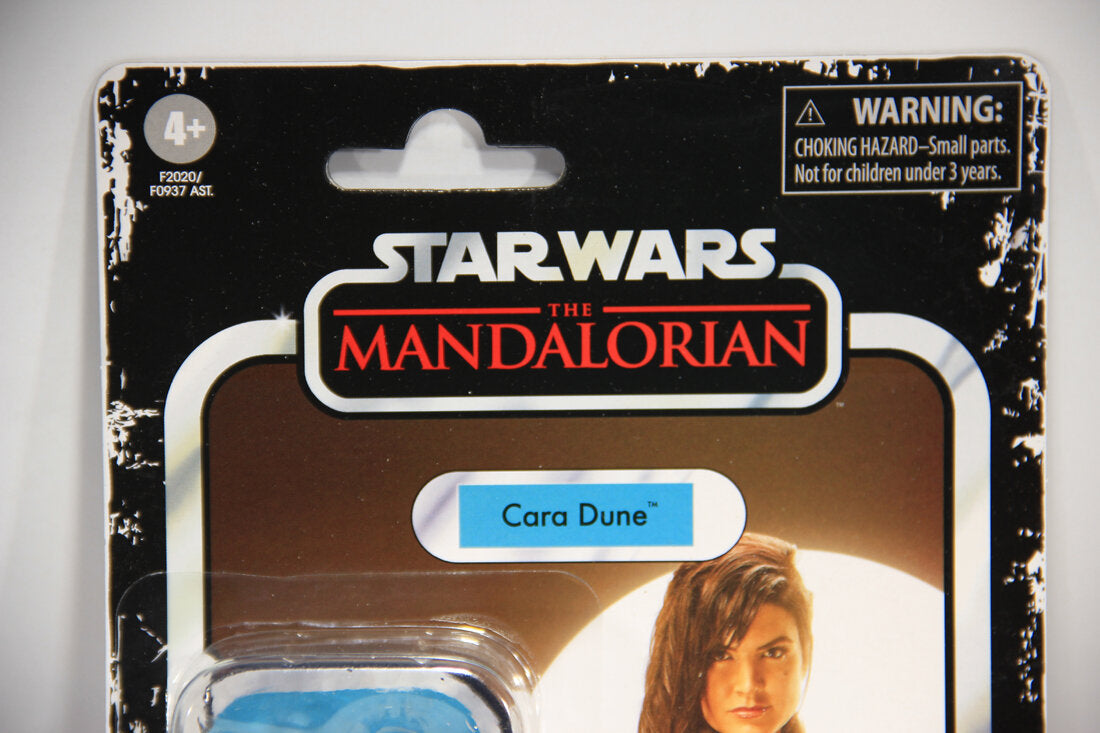 4+
F2020/
F0937 AST.
⚠ WARNING:
CHOKING HAZARD–Small parts.
Not for children under 3 years.
STAR WARS
THE
MANDALORIAN
™
Cara Dune™